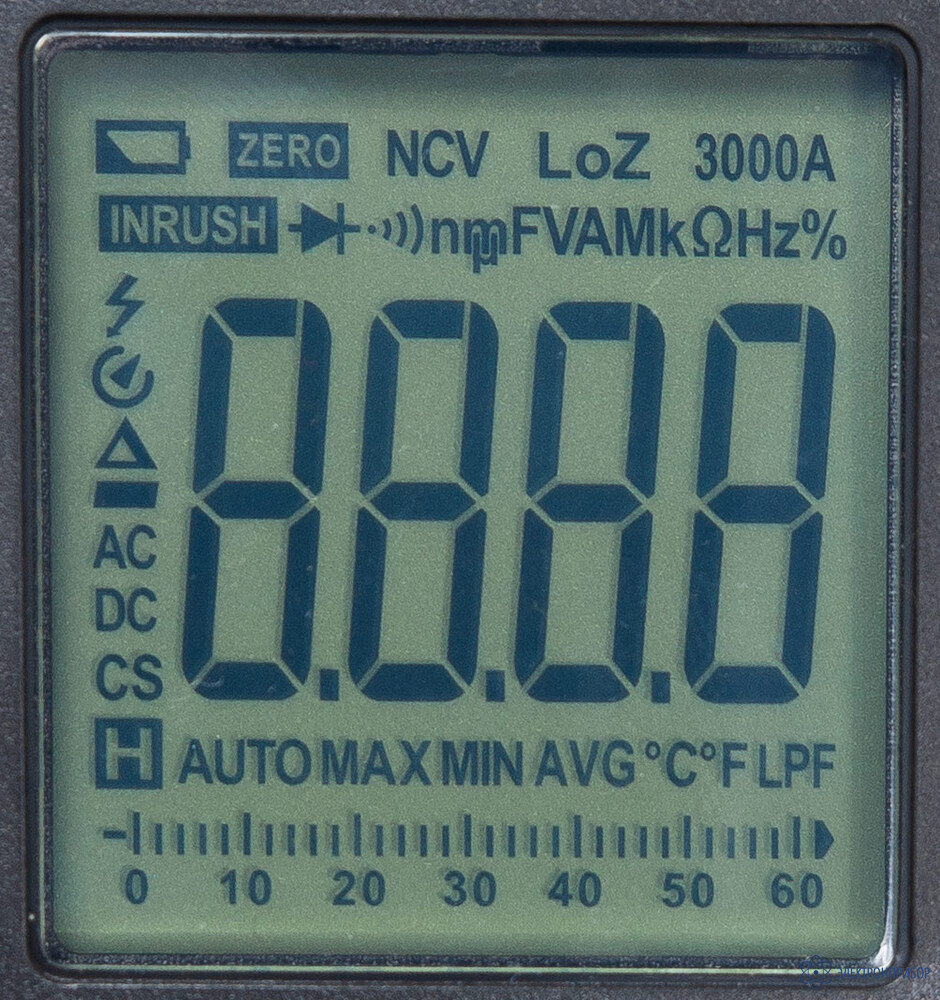 ZERO NCV LoZ 3000A
INRUSH nmµFVAMkΩHz%
8.8.8.8
AC
DC
CS
H AUTO MAX MIN AVG °C°F LPF
0 10 20 30 40 50 60
ЭЛЕКТРОНПРИБОР